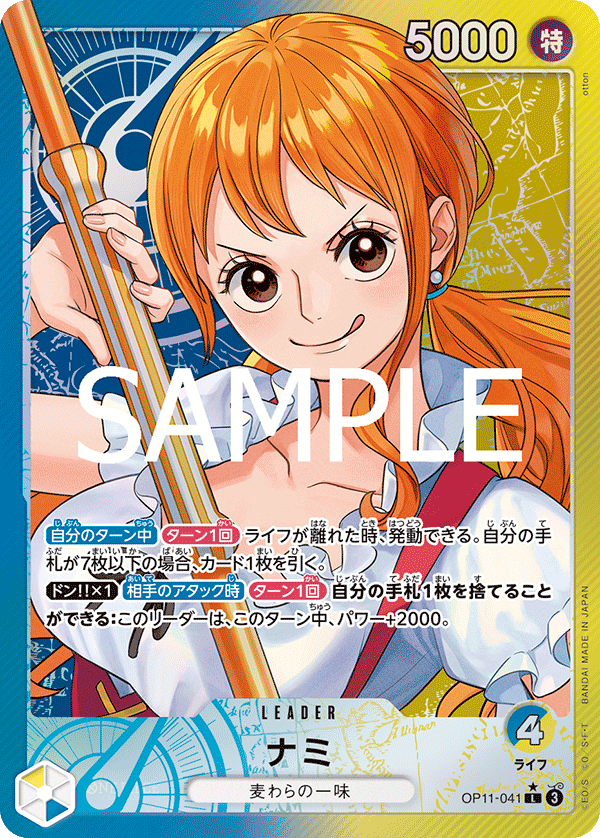 5000 特
otton
SAMPLE
自分のターン中 ターン1回 ライフが離れた時、発動できる。自分の手
札が7枚以下の場合、カード1枚を引く。
ドン!!×1 相手のアタック時 ターン1回 自分の手札1枚を捨てること
ができる:このリーダーは、このターン中、パワー+2000。
LEADER
4
ライフ
ナミ
麦わらの一味
OP11-041 ★ L 3
©E.O./S. ©O, S·F·T BANDAI MADE IN JAPAN